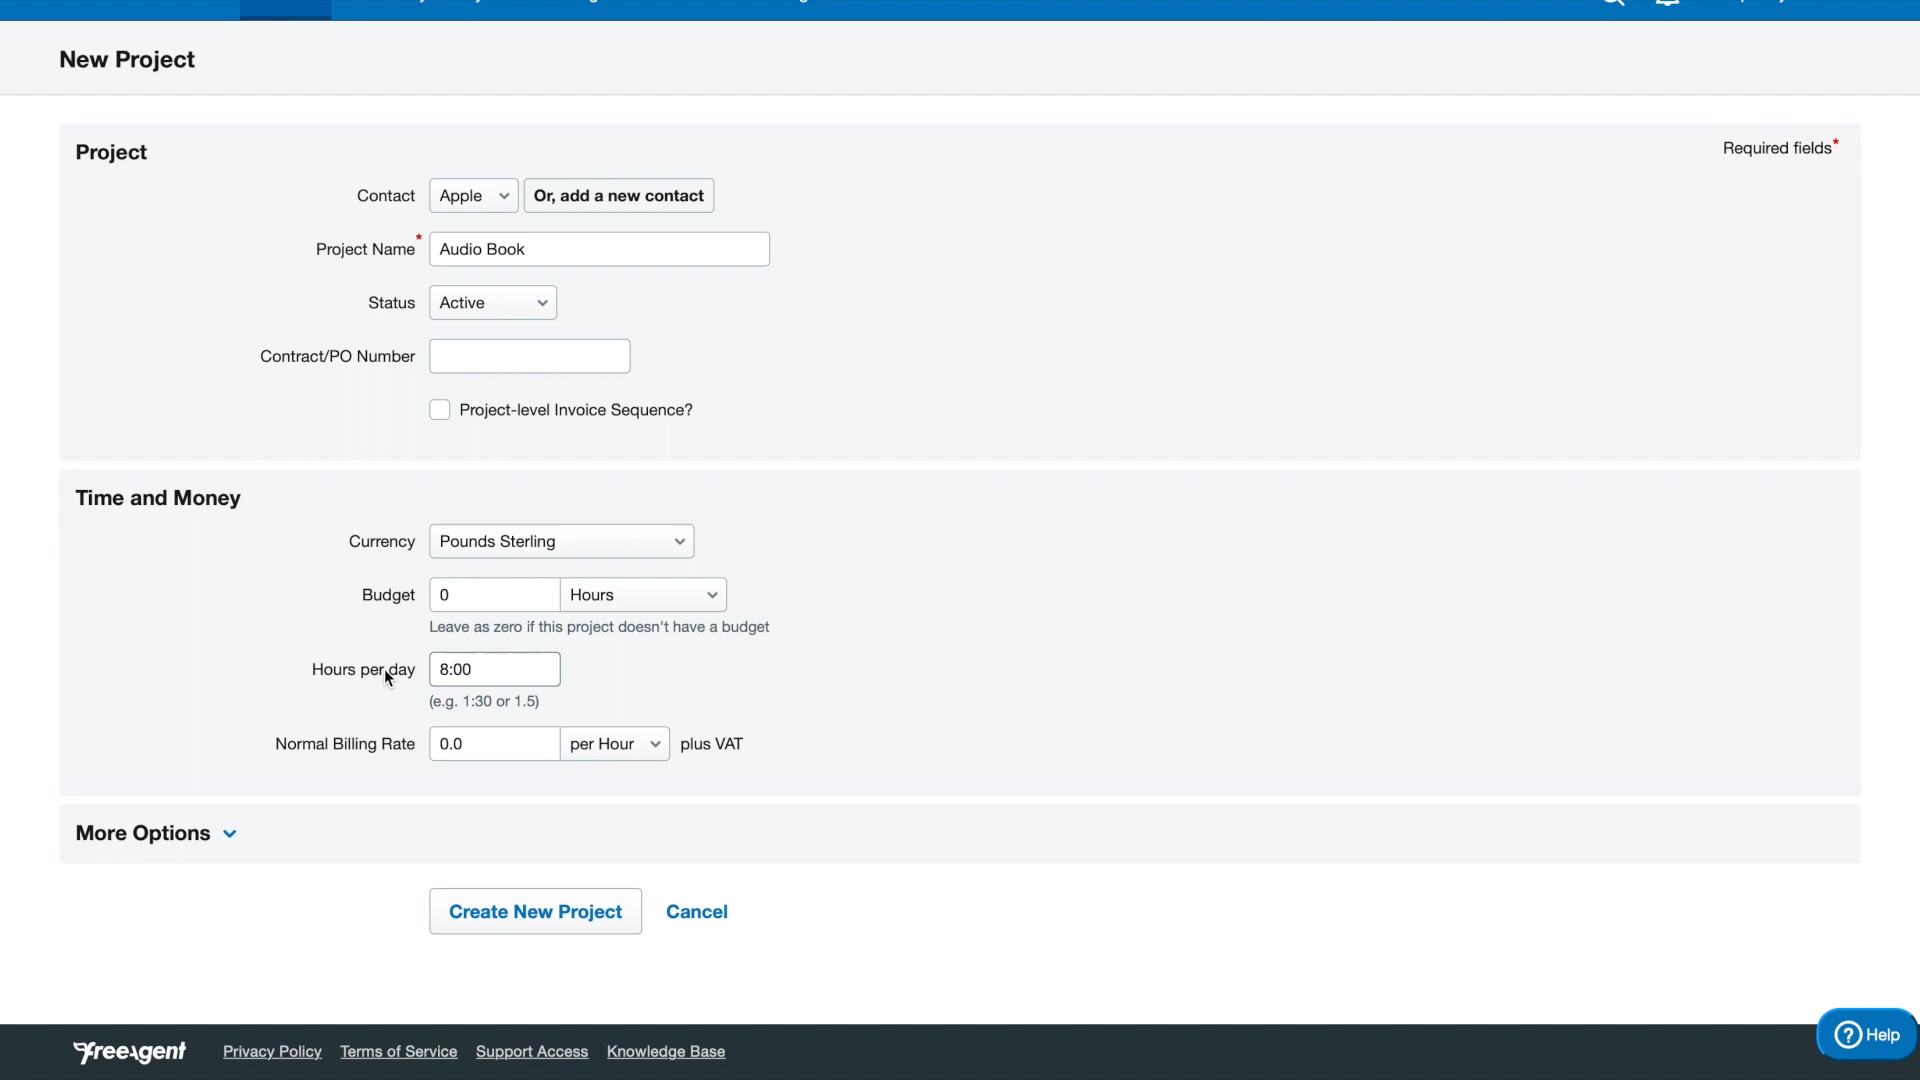 New Project
Project
Required fields*
Contact Apple Or, add a new contact
Project Name* Audio Book
Status Active
Contract/PO Number
Project-level Invoice Sequence?
Time and Money
Currency Pounds Sterling
Budget 0 Hours
Leave as zero if this project doesn't have a budget
Hours per day 8:00
(e.g. 1:30 or 1.5)
Normal Billing Rate 0.0 per Hour plus VAT
More Options
Create New Project Cancel
freeagent Privacy Policy Terms of Service Support Access Knowledge Base
? Help